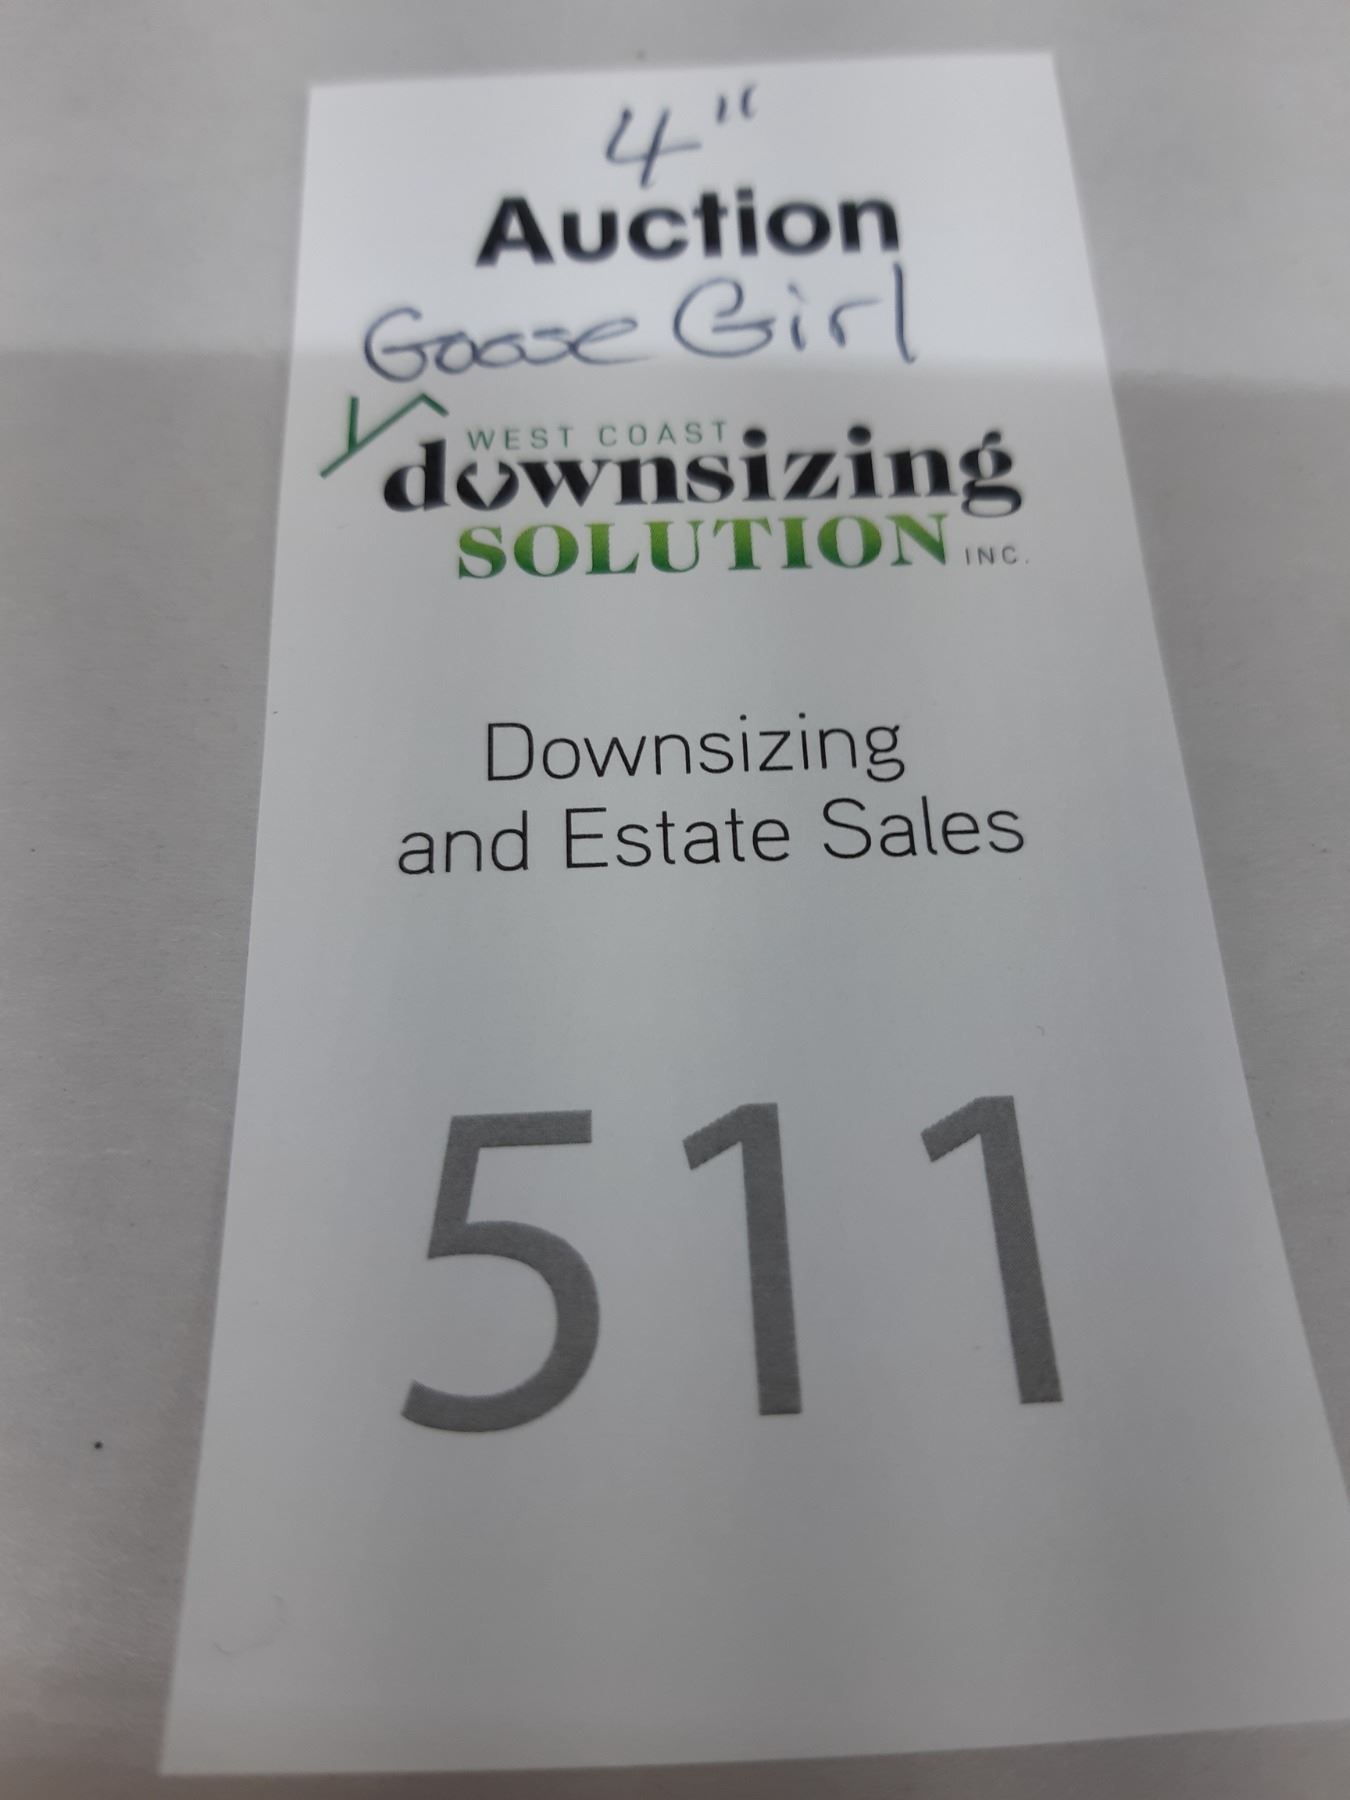 4"
Auction
Goose Girl
WEST COAST
downsizing
SOLUTION INC.
Downsizing
and Estate Sales
511